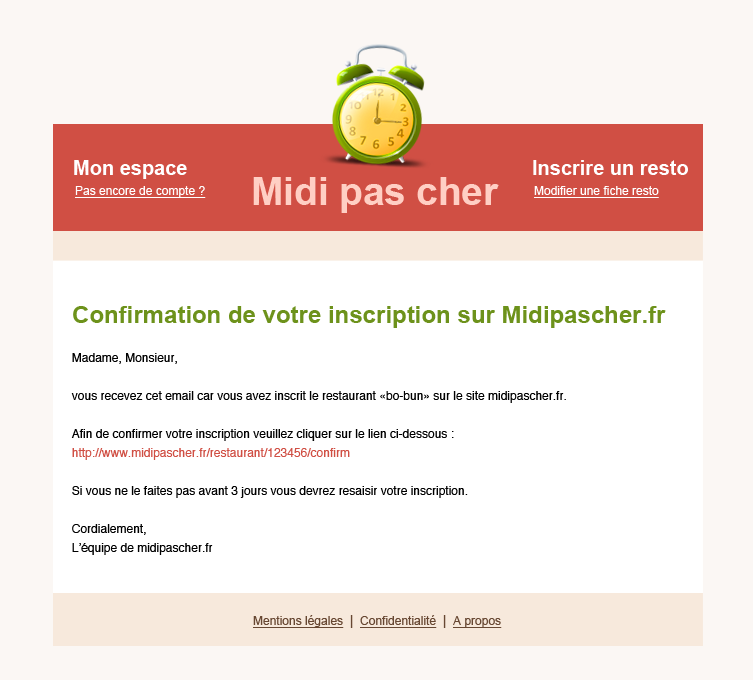 12
1
2
3
4
5
6
7
8
9
10
11
Mon espace
Pas encore de compte ?
Midi pas cher
Inscrire un resto
Modifier une fiche resto
Confirmation de votre inscription sur Midipascher.fr
Madame, Monsieur,
vous recevez cet email car vous avez inscrit le restaurant «bo-bun» sur le site midipascher.fr.
Afin de confirmer votre inscription veuillez cliquer sur le lien ci-dessous :
http://www.midipascher.fr/restaurant/123456/confirm
Si vous ne le faites pas avant 3 jours vous devrez resaisir votre inscription.
Cordialement,
L'équipe de midipascher.fr
Mentions légales | Confidentialité | A propos